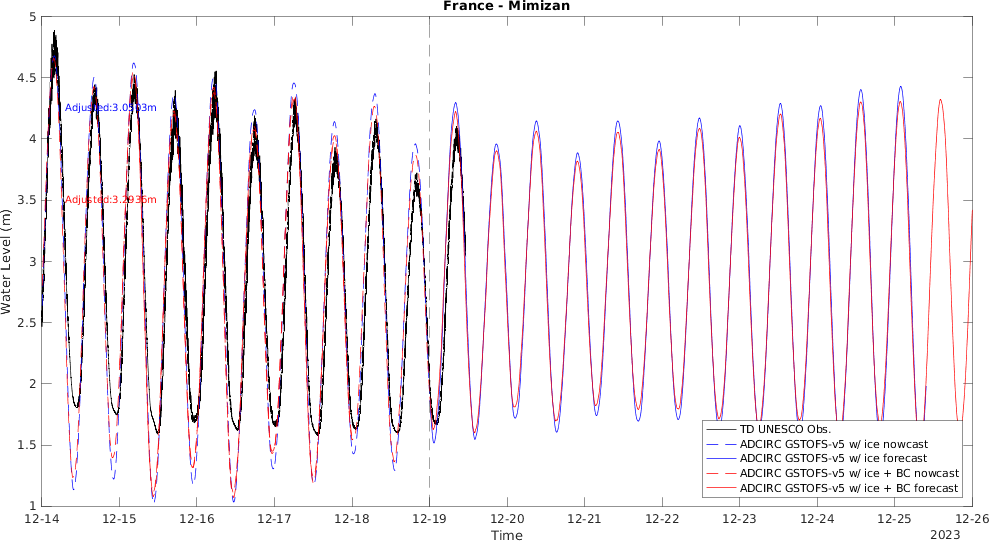 France - Mimizan
Water Level (m)
5
4.5
4
3.5
3
2.5
2
1.5
1
Adjusted:3.0593m
Adjusted:3.2935m
TD UNESCO Obs.
ADCIRC GSTOFS-v5 w/ ice nowcast
ADCIRC GSTOFS-v5 w/ ice forecast
ADCIRC GSTOFS-v5 w/ ice + BC nowcast
ADCIRC GSTOFS-v5 w/ ice + BC forecast
12-14 12-15 12-16 12-17 12-18 12-19 12-20 12-21 12-22 12-23 12-24 12-25 12-26
Time
2023